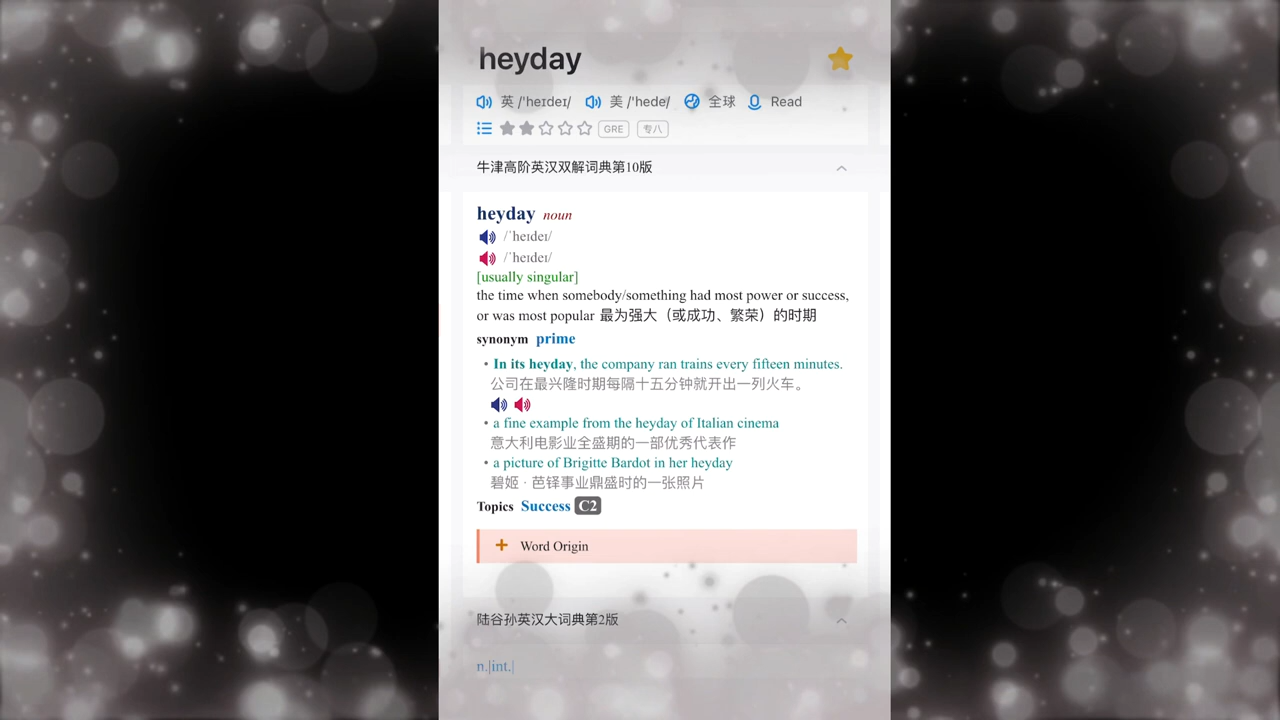 heyday
英 /'heɪdeɪ/ 美 /'hede/ 全球 Read
GRE 专八
牛津高阶英汉双解词典第10版
heyday noun
/ˈheɪdeɪ/
/ˈheɪdeɪ/
[usually singular]
the time when somebody/something had most power or success,
or was most popular 最为强大（或成功、繁荣）的时期
synonym prime
• In its heyday, the company ran trains every fifteen minutes.
公司在最兴隆时期每隔十五分钟就开出一列火车。
• a fine example from the heyday of Italian cinema
意大利电影业全盛期的一部优秀代表作
• a picture of Brigitte Bardot in her heyday
碧姬 · 芭铎事业鼎盛时的一张照片
Topics Success C2
+ Word Origin
陆谷孙英汉大词典第2版
n.|int.|